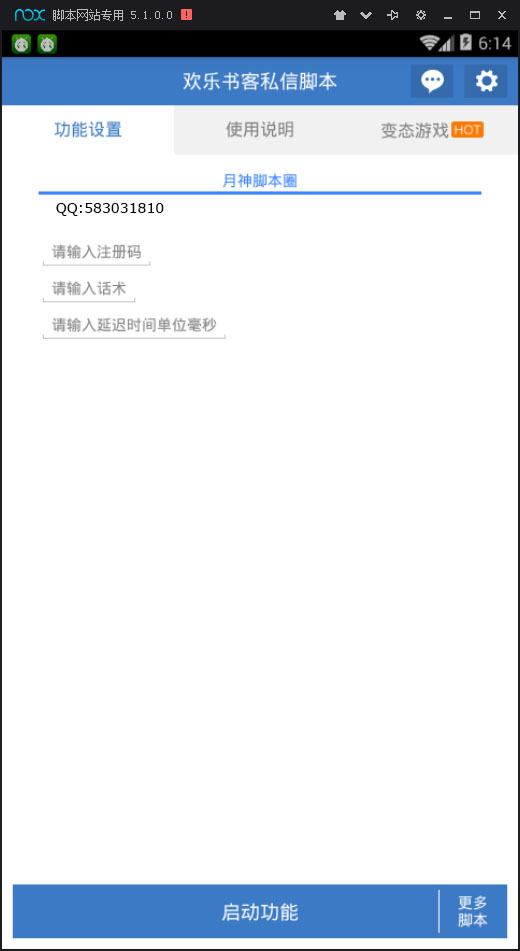 nox 脚本网站专用 5.1.0.0
6:14
欢乐书客私信脚本
功能设置
使用说明
变态游戏 HOT
月神脚本圈
QQ:583031810
请输入注册码
请输入话术
请输入延迟时间单位毫秒
启动功能
更多
脚本